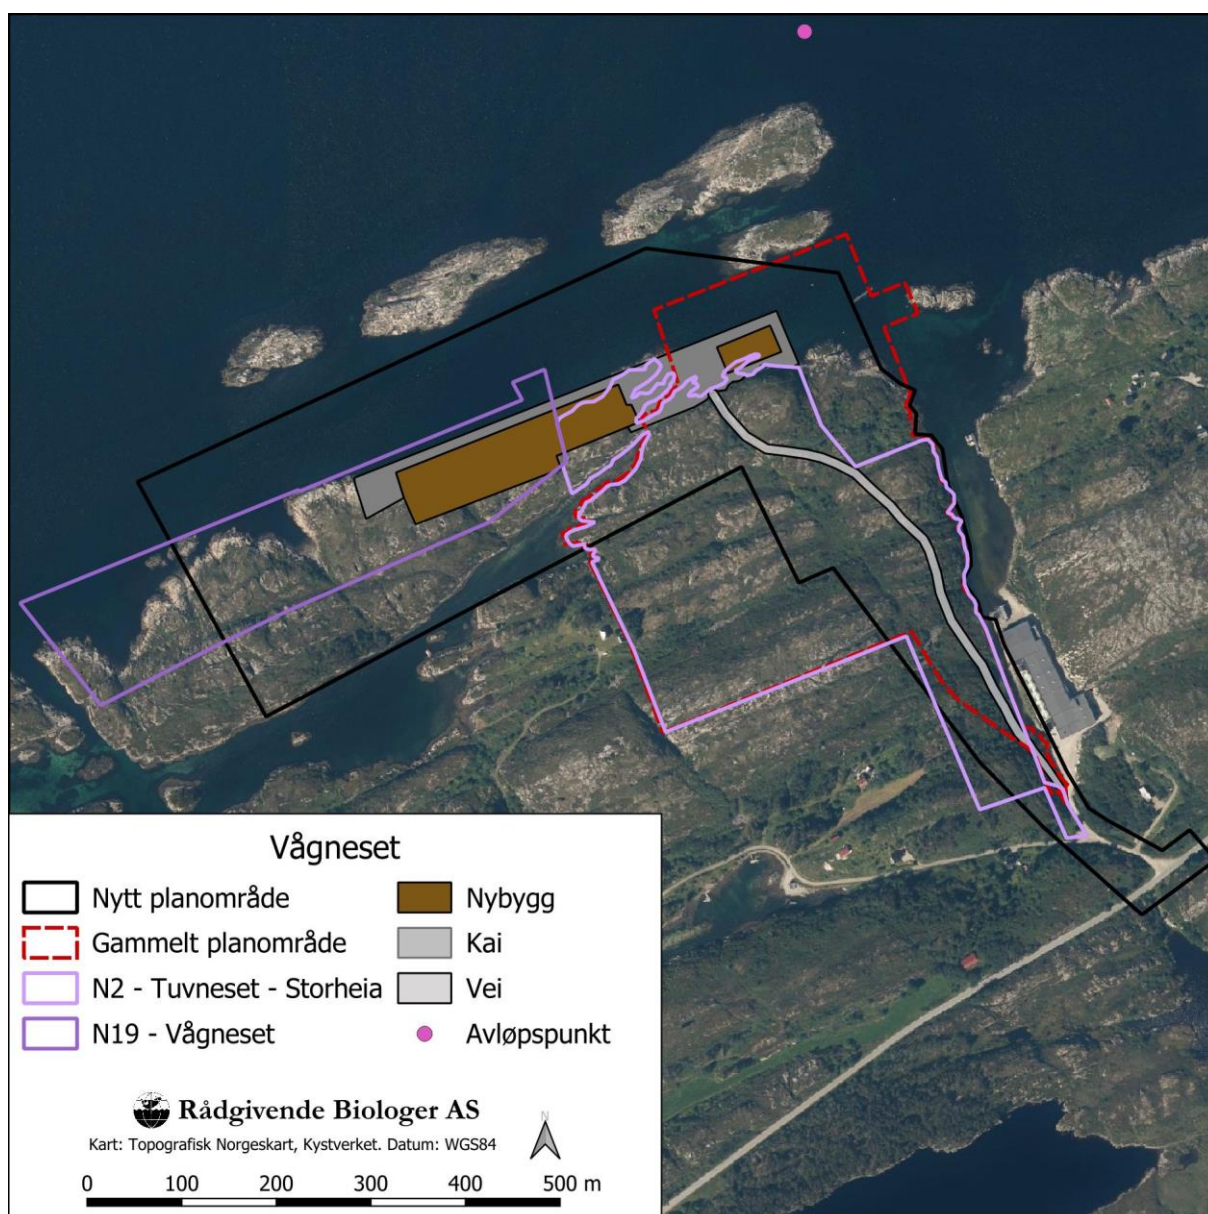 Vågneset
Nytt planområde
Gammelt planområde
N2 - Tuvneset - Storheia
N19 - Vågneset
Nybygg
Kai
Vei
Avløpspunkt
Rådgivende Biologer AS
N
Kart: Topografisk Norgeskart, Kystverket. Datum: WGS84
0 100 200 300 400 500 m